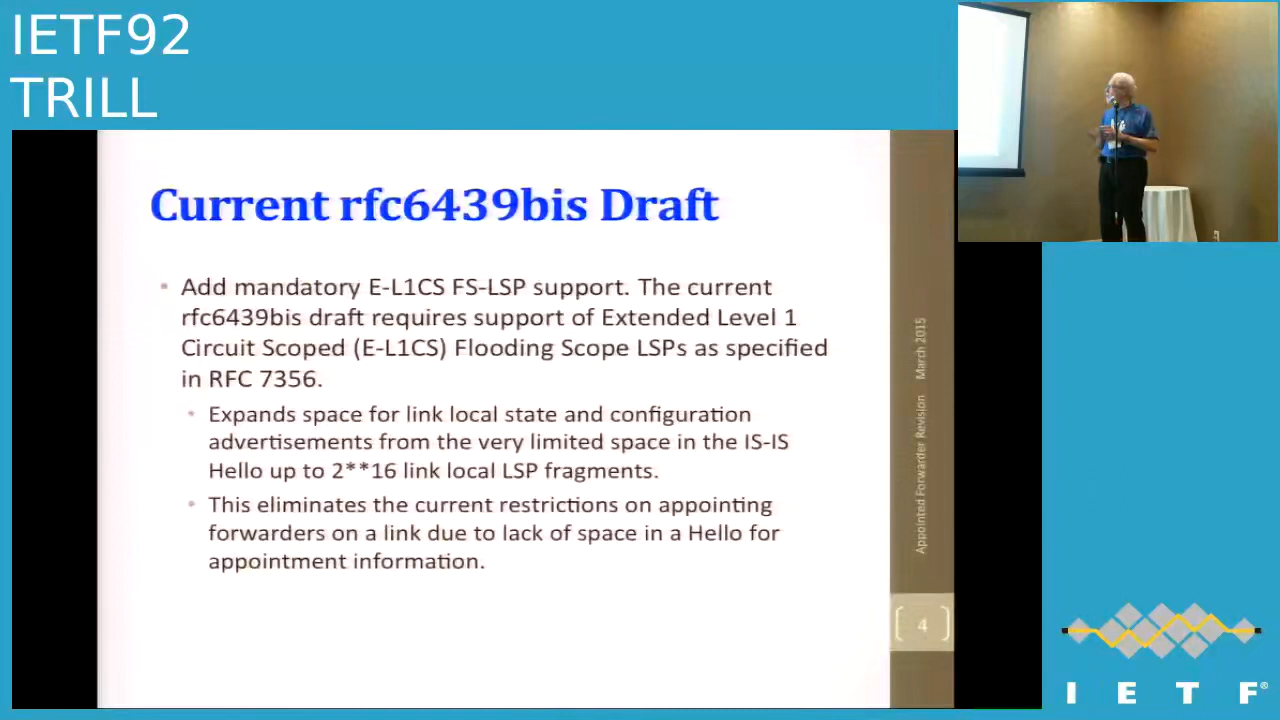 IETF92
TRILL
Current rfc6439bis Draft
Add mandatory E-L1CS FS-LSP support. The current
rfc6439bis draft requires support of Extended Level 1
Circuit Scoped (E-L1CS) Flooding Scope LSPs as specified
in RFC 7356.
Expands space for link local state and configuration
advertisements from the very limited space in the IS-IS
Hello up to 2**16 link local LSP fragments.
This eliminates the current restrictions on appointing
forwarders on a link due to lack of space in a Hello for
appointment information.
Appointed Forwarder Revision March 2015
4
I E T F®